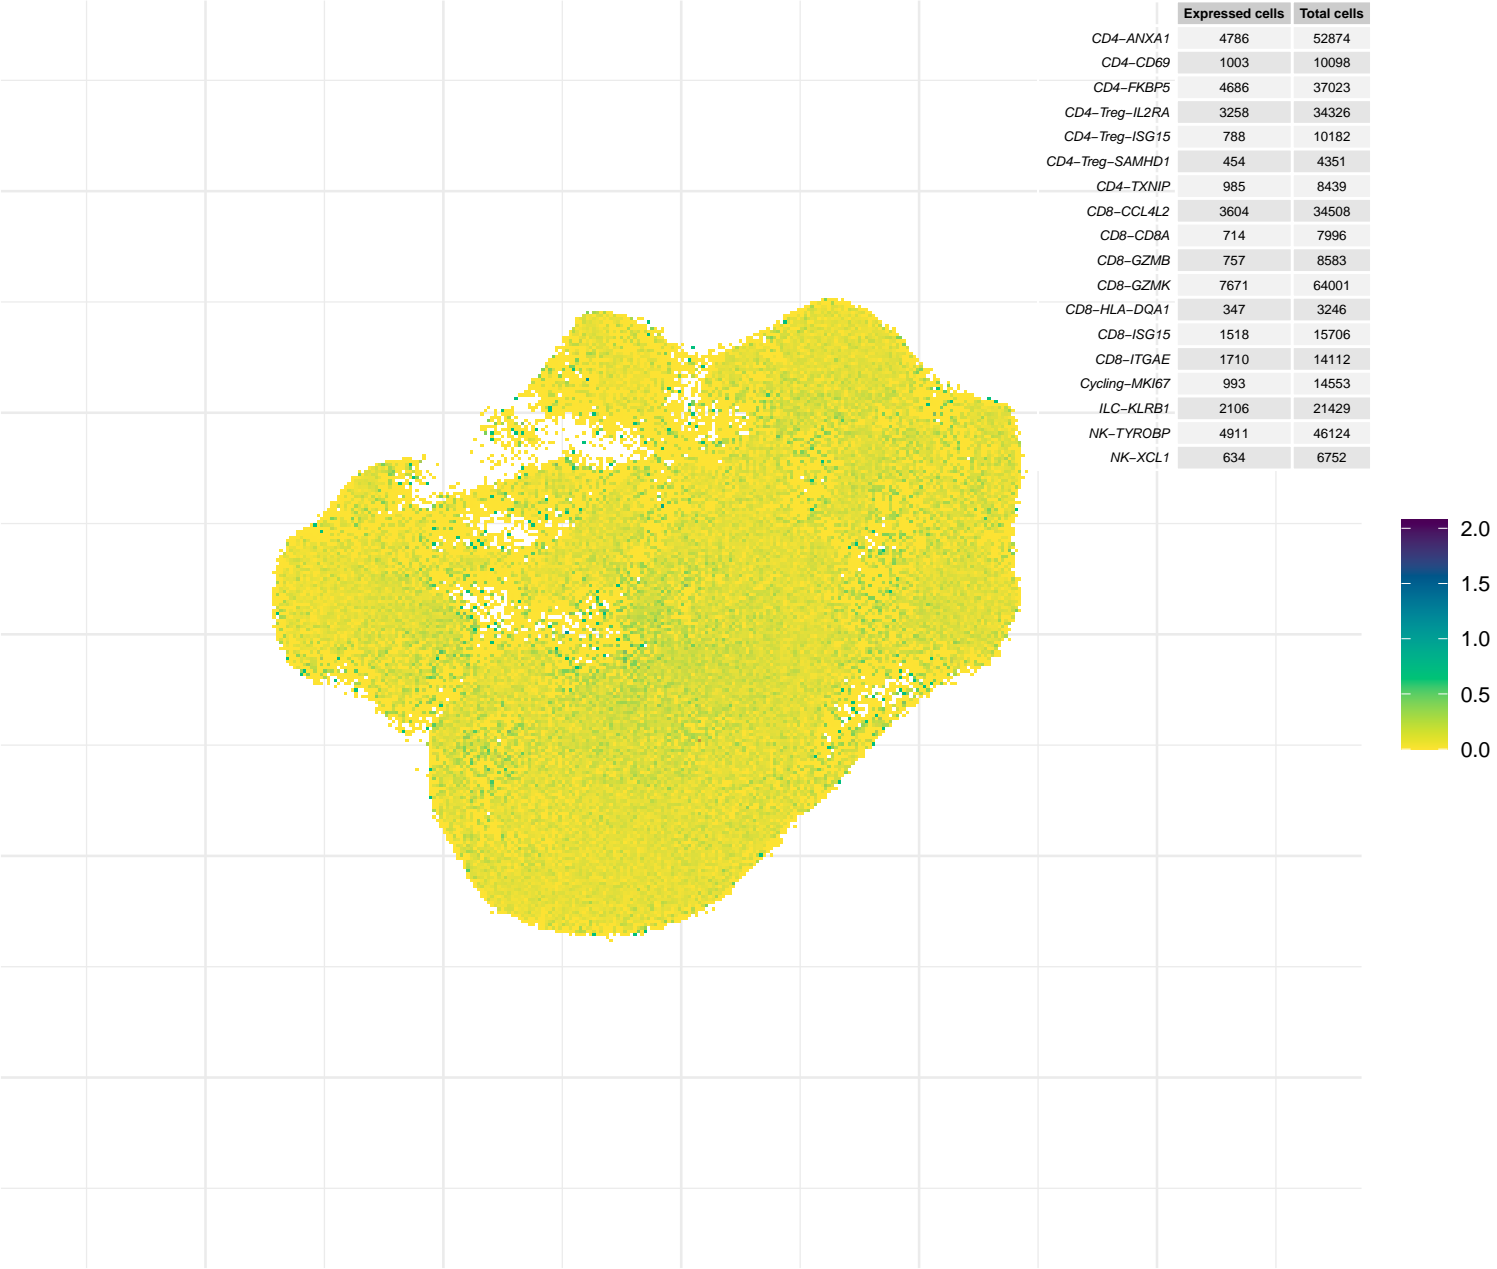 Expressed cells Total cells
CD4−ANXA1 4786 52874
CD4−CD69 1003 10098
CD4−FKBP5 4686 37023
CD4−Treg−IL2RA 3258 34326
CD4−Treg−ISG15 788 10182
CD4−Treg−SAMHD1 454 4351
CD4−TXNIP 985 8439
CD8−CCL4L2 3604 34508
CD8−CD8A 714 7996
CD8−GZMB 757 8583
CD8−GZMK 7671 64001
CD8−HLA−DQA1 347 3246
CD8−ISG15 1518 15706
CD8−ITGAE 1710 14112
Cycling−MKI67 993 14553
ILC−KLRB1 2106 21429
NK−TYROBP 4911 46124
NK−XCL1 634 6752
2.0
1.5
1.0
0.5
0.0